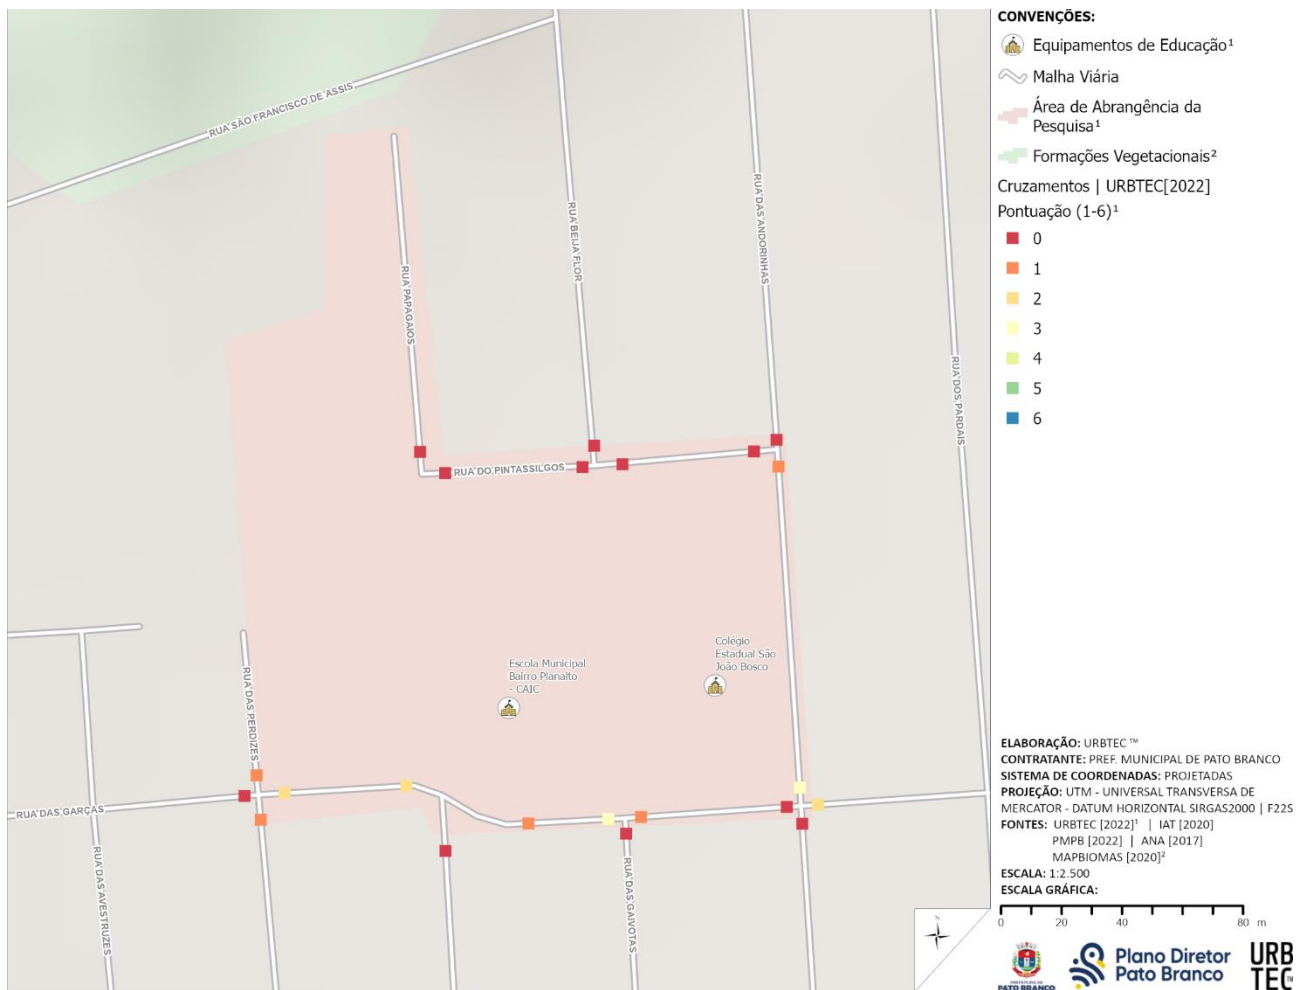 RUA SÃO FRANCISCO DE ASSIS
RUA PAPAGAIOS
RUA BEIJA FLOR
RUA DAS ANDORINHAS
RUA DOS PARDAIS
RUA DO PINTASSILGOS
Escola Municipal
Bairro Planalto
- CAIC
Colégio
Estadual São
João Bosco
RUA DAS PERDIZES
RUA DAS GARÇAS
RUA DAS AVESTRUZES
RUA DAS GAIVOTAS
N
CONVENÇÕES:
Equipamentos de Educação¹
Malha Viária
Área de Abrangência da
Pesquisa¹
Formações Vegetacionais²
Cruzamentos | URBTEC[2022]
Pontuação (1-6)¹
0
1
2
3
4
5
6
ELABORAÇÃO: URBTEC ™
CONTRATANTE: PREF. MUNICIPAL DE PATO BRANCO
SISTEMA DE COORDENADAS: PROJETADAS
PROJEÇÃO: UTM - UNIVERSAL TRANSVERSA DE
MERCATOR - DATUM HORIZONTAL SIRGAS2000 | F22S
FONTES: URBTEC [2022]¹ | IAT [2020]
PMPB [2022] | ANA [2017]
MAPBIOMAS [2020]²
ESCALA: 1:2.500
ESCALA GRÁFICA:
0 20 40 80 m
PREFEITURA DE
PATO BRANCO
Plano Diretor
Pato Branco
URB
TEC™